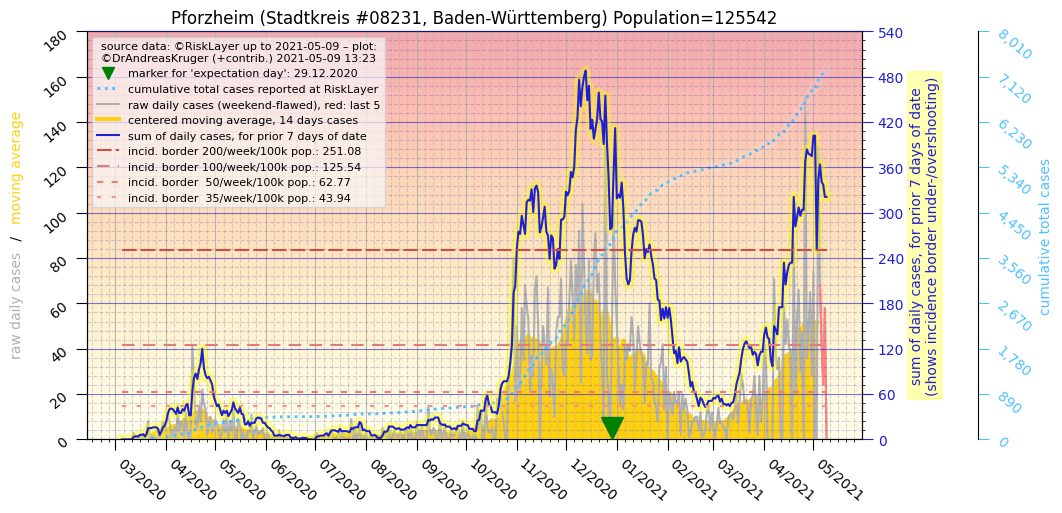 Pforzheim (Stadtkreis #08231, Baden-Württemberg) Population=125542
source data: ©RiskLayer up to 2021-05-09 – plot:
©DrAndreasKruger (+contrib.) 2021-05-09 13:23
marker for 'expectation day': 29.12.2020
cumulative total cases reported at RiskLayer
raw daily cases (weekend-flawed), red: last 5
centered moving average, 14 days cases
sum of daily cases, for prior 7 days of date
incid. border 200/week/100k pop.: 251.08
incid. border 100/week/100k pop.: 125.54
incid. border 50/week/100k pop.: 62.77
incid. border 35/week/100k pop.: 43.94
raw daily cases / moving average
180
160
140
120
100
80
60
40
20
0
03/2020
04/2020
05/2020
06/2020
07/2020
08/2020
09/2020
10/2020
11/2020
12/2020
01/2021
02/2021
03/2021
04/2021
05/2021
540
480
420
360
300
240
180
120
60
0
sum of daily cases, for prior 7 days of date
(shows incidence border under-/overshooting)
8,010
7,120
6,230
5,340
4,450
3,560
2,670
1,780
890
0
cumulative total cases